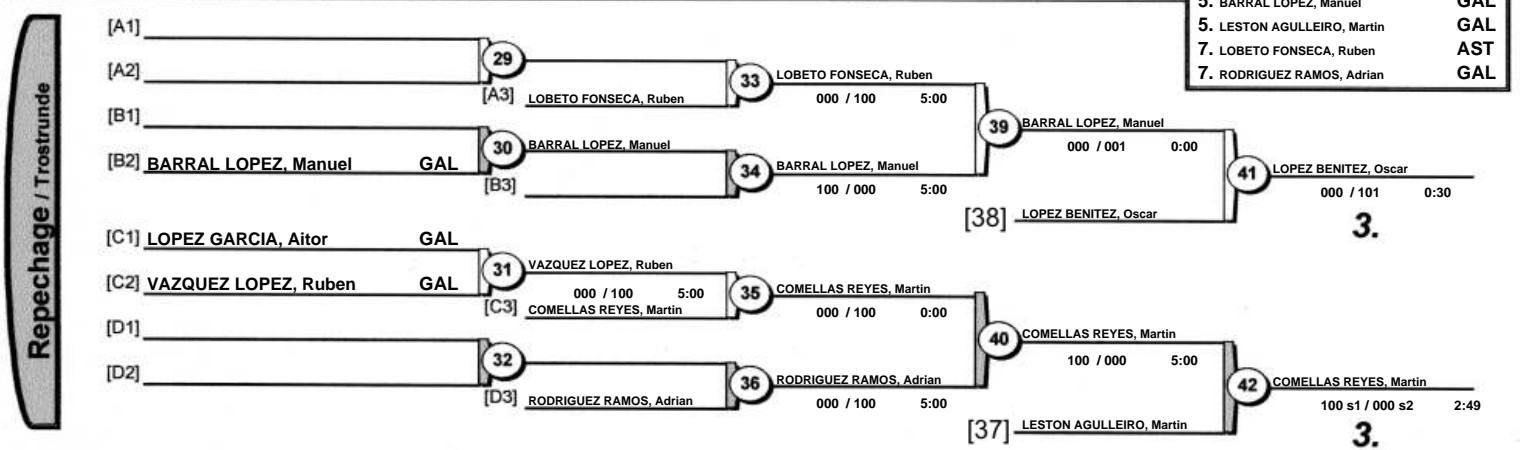 5. BARRAL LOPEZ, Manuel GAL
5. LESTON AGULLEIRO, Martin GAL
7. LOBETO FONSECA, Ruben AST
7. RODRIGUEZ RAMOS, Adrian GAL
Repechage / Trostrunde
[A1]
29
[A2]
[A3] LOBETO FONSECA, Ruben
33
LOBETO FONSECA, Ruben
000 / 100 5:00
[B1]
30
[B2] BARRAL LOPEZ, Manuel GAL
BARRAL LOPEZ, Manuel
[B3]
34
BARRAL LOPEZ, Manuel
100 / 000 5:00
39
BARRAL LOPEZ, Manuel
000 / 001 0:00
[38] LOPEZ BENITEZ, Oscar
41
LOPEZ BENITEZ, Oscar
000 / 101 0:30
3.
[C1] LOPEZ GARCIA, Aitor GAL
31
[C2] VAZQUEZ LOPEZ, Ruben GAL
VAZQUEZ LOPEZ, Ruben
000 / 100 5:00
[C3] COMELLAS REYES, Martin
35
COMELLAS REYES, Martin
000 / 100 0:00
[D1]
32
[D2]
[D3] RODRIGUEZ RAMOS, Adrian
36
RODRIGUEZ RAMOS, Adrian
000 / 100 5:00
40
COMELLAS REYES, Martin
100 / 000 5:00
[37] LESTON AGULLEIRO, Martin
42
COMELLAS REYES, Martin
100 s1 / 000 s2 2:49
3.